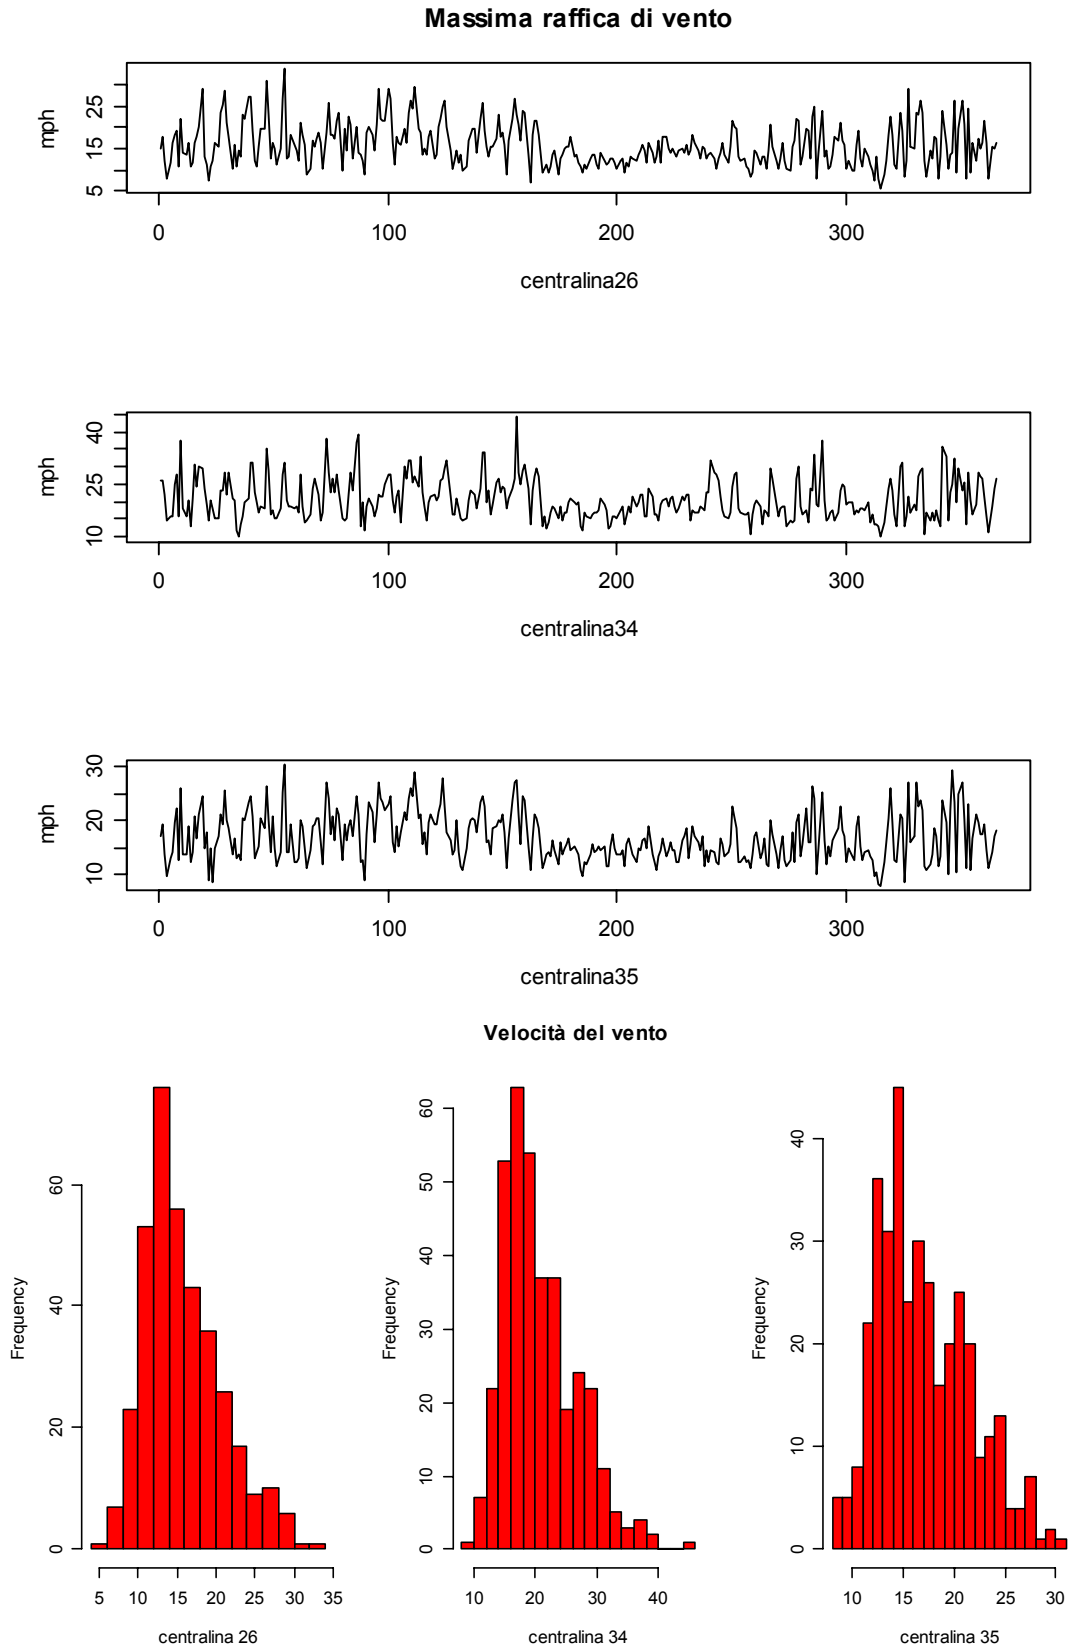 Massima raffica di vento
mph
5 15 25
0 100 200 300
centralina26
mph
10 25 40
0 100 200 300
centralina34
mph
10 20 30
0 100 200 300
centralina35
Velocità del vento
Frequency
0 20 40 60
5 10 15 20 25 30 35
centralina 26
Frequency
0 10 20 30 40 50 60
10 20 30 40
centralina 34
Frequency
0 10 20 30 40
10 15 20 25 30
centralina 35